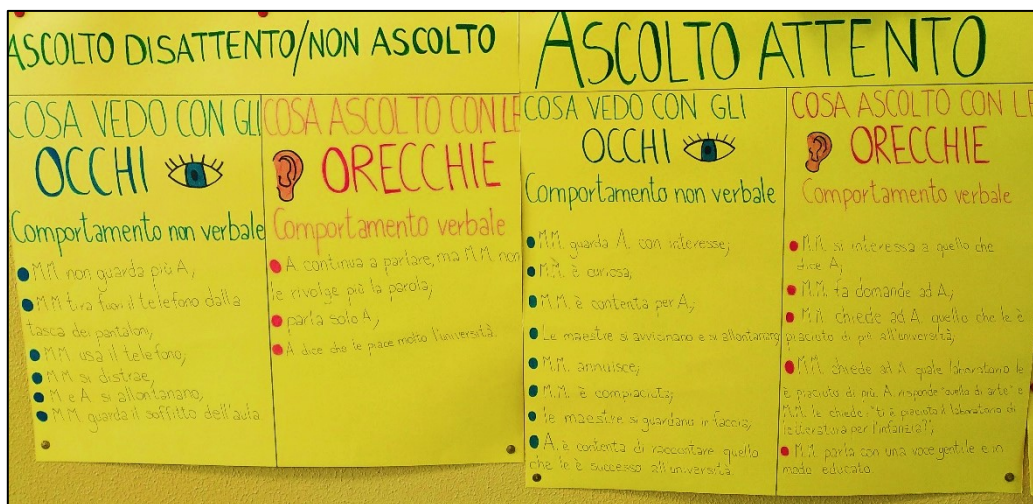 ASCOLTO DISATTENTO/NON ASCOLTO
COSA VEDO CON GLI
OCCHI
Comportamento non verbale
M.M. non guarda più A;
M.M. tira fuori il telefono dalla
tasca dei pantaloni;
M.M. usa il telefono;
M.M. si distrae;
M e A. si allontanano;
M.M. guarda il soffitto dell'aula
COSA ASCOLTO CON LE
ORECCHIE
Comportamento verbale
A continua a parlare, ma M.M. non
le rivolge più la parola;
parla solo A;
A dice che le piace molto l'università.
ASCOLTO ATTENTO
COSA VEDO CON GLI
OCCHI
Comportamento non verbale
M.M. guarda A. con interesse;
M.M. è curiosa;
M.M. è contenta per A;
Le maestre si avvicinano e si allontanano;
M.M. annuisce;
M.M. è compiaciuta;
le maestre si guardano in faccia;
A. è contenta di raccontare quello
che le è successo all'università.
COSA ASCOLTO CON LE
ORECCHIE
Comportamento verbale
M.M. si interessa a quello che
dice A;
M.M. fa domande ad A;
M.M. chiede ad A. quello che le è
piaciuto di più all'università;
M.M. chiede ad A quale laboratorio le
è piaciuto di più. A. risponde "quello di arte" e
M.M. le chiede: "ti è piaciuto il laboratorio di
letteratura per l'infanzia?";
M.M. parla con una voce gentile e in
modo educato.